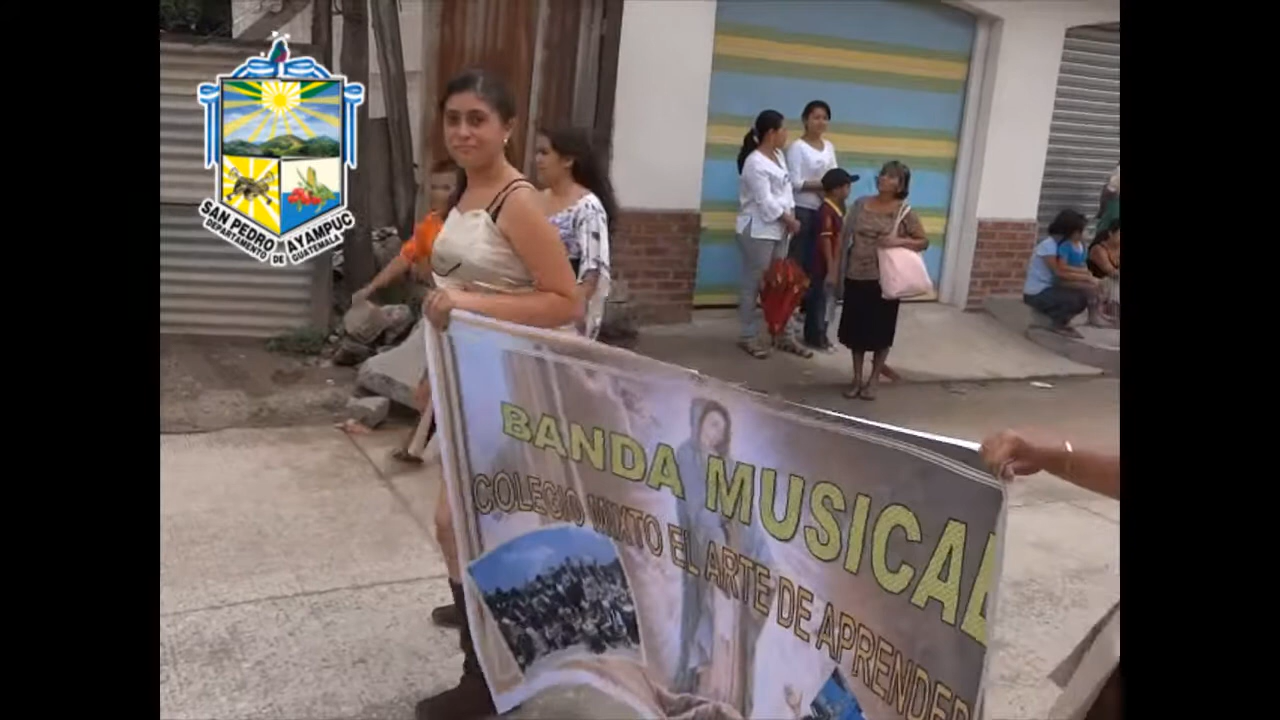 SAN PEDRO AYAMPUC
DEPARTAMENTO DE GUATEMALA
BANDA MUSICAL
COLEGIO MIXTO EL ARTE DE APRENDER